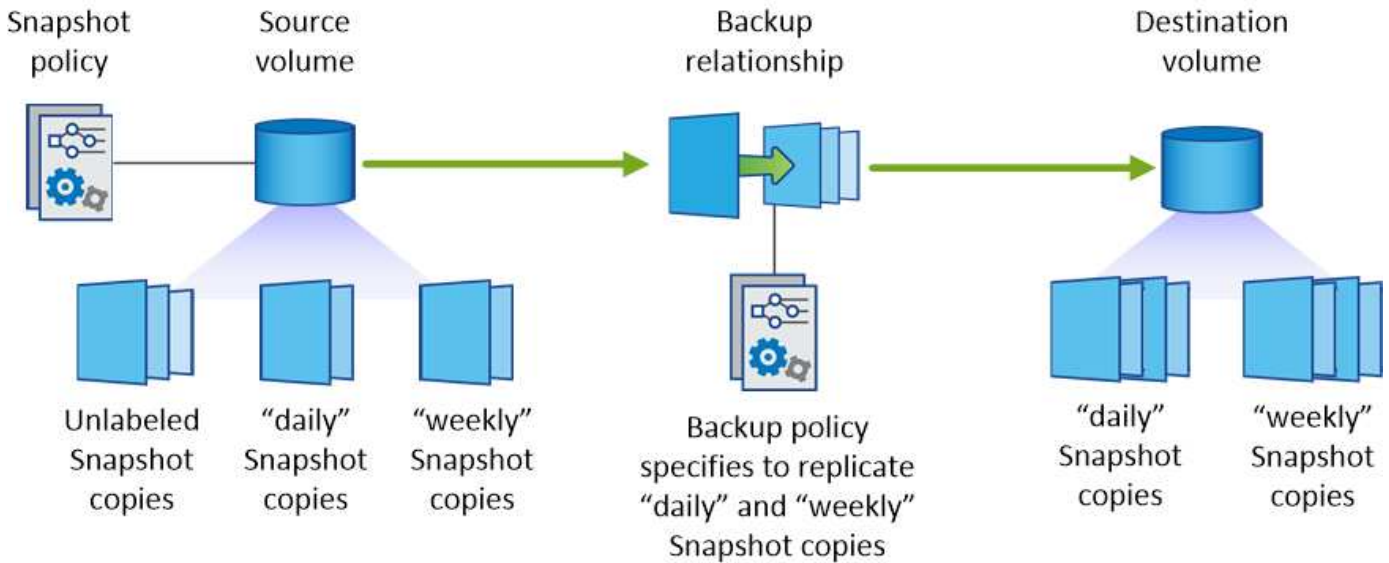 Snapshot
policy
Source
volume
Backup
relationship
Destination
volume
Unlabeled
Snapshot
copies
“daily”
Snapshot
copies
“weekly”
Snapshot
copies
Backup policy
specifies to replicate
“daily” and “weekly”
Snapshot copies
“daily”
Snapshot
copies
“weekly”
Snapshot
copies